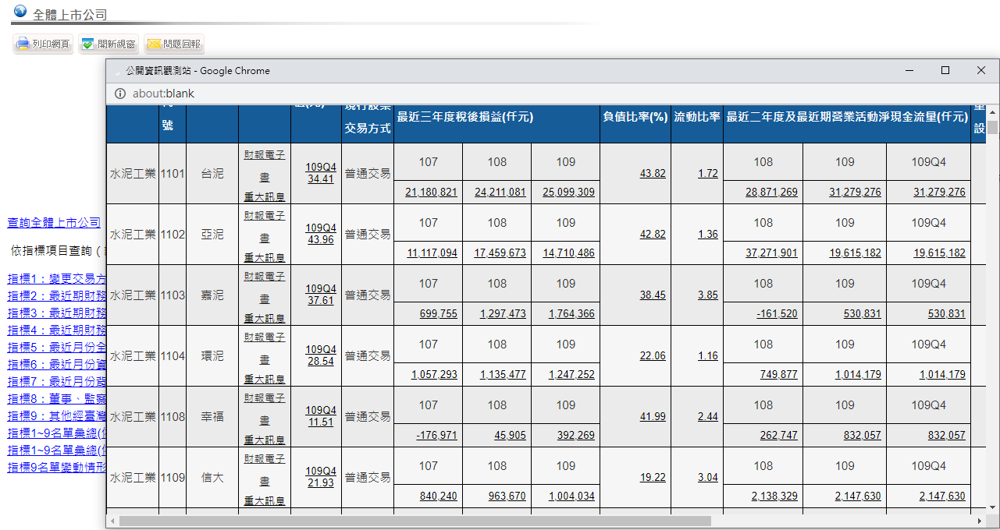 全體上市公司
列印網頁 開新視窗 問題回報
公開資訊觀測站 - Google Chrome
about:blank
號 值(元) 現行股票 交易方式 最近三年度稅後損益(仟元) 負債比率(%) 流動比率 最近二年度及最近期營業活動淨現金流量(仟元) 設
水泥工業 1101 台泥 財報電子書 重大訊息 109Q4 34.41 普通交易 107 108 109 43.82 1.72 108 109 109Q4
21,180,821 24,211,081 25,099,309 28,871,269 31,279,276 31,279,276
水泥工業 1102 亞泥 財報電子書 重大訊息 109Q4 43.96 普通交易 107 108 109 42.82 1.36 108 109 109Q4
11,117,094 17,459,673 14,710,486 37,271,901 19,615,182 19,615,182
水泥工業 1103 嘉泥 財報電子書 重大訊息 109Q4 37.61 普通交易 107 108 109 38.45 3.85 108 109 109Q4
699,755 1,297,473 1,764,366 -161,520 530,831 530,831
水泥工業 1104 環泥 財報電子書 重大訊息 109Q4 28.54 普通交易 107 108 109 22.06 1.16 108 109 109Q4
1,057,293 1,135,477 1,247,252 749,877 1,014,179 1,014,179
水泥工業 1108 幸福 財報電子書 重大訊息 109Q4 11.51 普通交易 107 108 109 41.99 2.44 108 109 109Q4
-176,971 45,905 392,269 262,747 832,057 832,057
水泥工業 1109 信大 財報電子書 重大訊息 109Q4 21.93 普通交易 107 108 109 19.22 3.04 108 109 109Q4
840,240 963,670 1,004,034 2,138,329 2,147,630 2,147,630
查詢全體上市公司
依指標項目查詢（
指標1：變更交易方
指標2：最近期財務
指標3：最近期財務
指標4：最近期財務
指標5：最近月份全
指標6：最近月份資
指標7：最近月份背
指標8：董事、監察
指標9：其他經臺灣
指標1~9名單彙總(
指標1~9名單彙總(
指標9名單變動情形